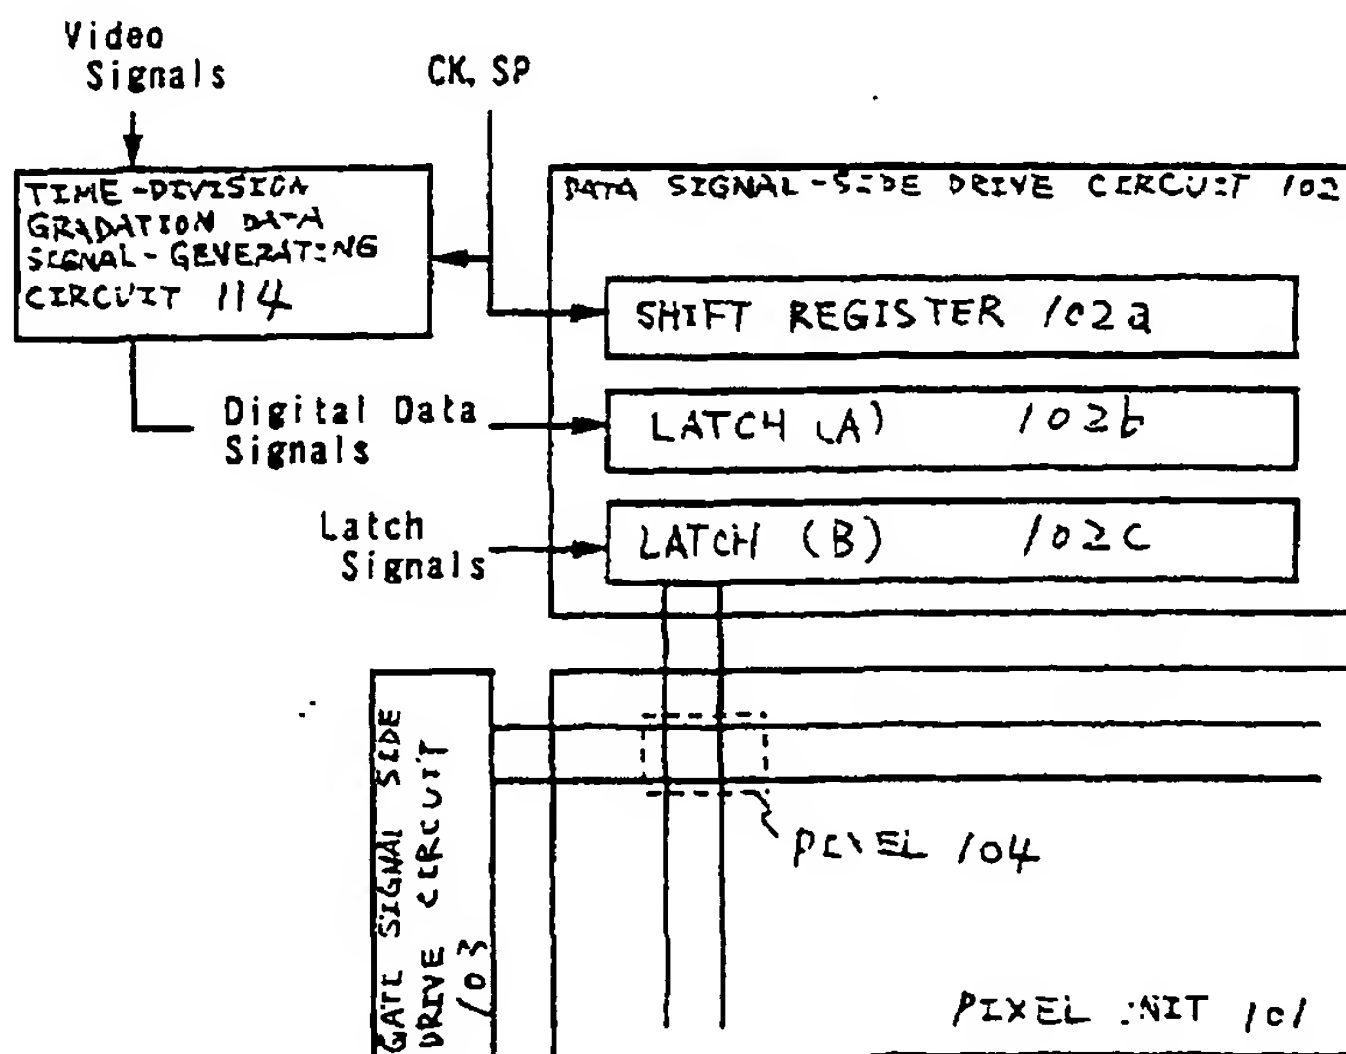 Video
Signals
CK, SP
TIME-DIVISION
GRADATION DATA
SIGNAL-GENERATING
CIRCUIT 114
DATA SIGNAL-SIDE DRIVE CIRCUIT 102
SHIFT REGISTER 102a
Digital Data
Signals
LATCH (A) 102b
Latch
Signals
LATCH (B) 102c
GATE SIGNAL SIDE
DRIVE CIRCUIT
103
PIXEL 104
PIXEL UNIT 101